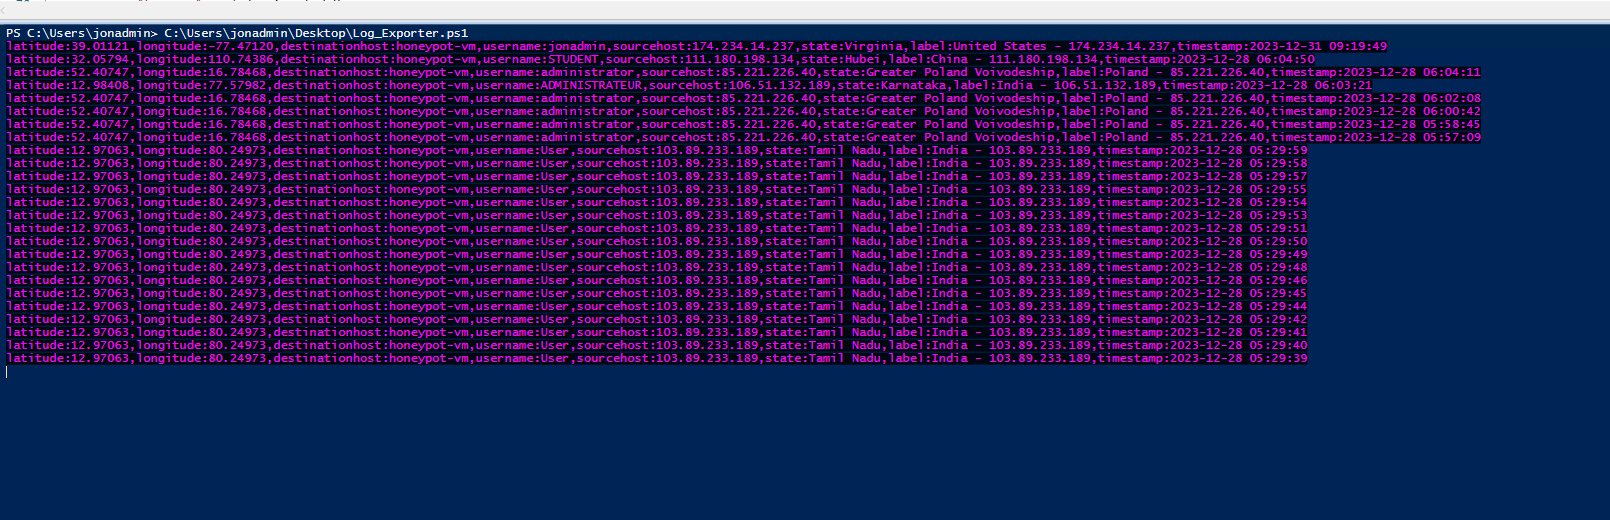 PS C:\Users\jonadmin> C:\Users\jonadmin\Desktop\Log_Exporter.ps1
latitude:39.01121,longitude:-77.47120,destinationhost:honeypot-vm,username:jonadmin,sourcehost:174.234.14.237,state:Virginia,label:United States - 174.234.14.237,timestamp:2023-12-31 09:19:49
latitude:32.05794,longitude:110.74386,destinationhost:honeypot-vm,username:STUDENT,sourcehost:111.180.198.134,state:Hubei,label:China - 111.180.198.134,timestamp:2023-12-28 06:04:50
latitude:52.40747,longitude:16.78468,destinationhost:honeypot-vm,username:administrator,sourcehost:85.221.226.40,state:Greater Poland Voivodeship,label:Poland - 85.221.226.40,timestamp:2023-12-28 06:04:11
latitude:12.98408,longitude:77.57982,destinationhost:honeypot-vm,username:ADMINISTRATEUR,sourcehost:106.51.132.189,state:Karnataka,label:India - 106.51.132.189,timestamp:2023-12-28 06:03:21
latitude:52.40747,longitude:16.78468,destinationhost:honeypot-vm,username:administrator,sourcehost:85.221.226.40,state:Greater Poland Voivodeship,label:Poland - 85.221.226.40,timestamp:2023-12-28 06:02:08
latitude:52.40747,longitude:16.78468,destinationhost:honeypot-vm,username:administrator,sourcehost:85.221.226.40,state:Greater Poland Voivodeship,label:Poland - 85.221.226.40,timestamp:2023-12-28 06:00:42
latitude:52.40747,longitude:16.78468,destinationhost:honeypot-vm,username:administrator,sourcehost:85.221.226.40,state:Greater Poland Voivodeship,label:Poland - 85.221.226.40,timestamp:2023-12-28 05:58:45
latitude:52.40747,longitude:16.78468,destinationhost:honeypot-vm,username:administrator,sourcehost:85.221.226.40,state:Greater Poland Voivodeship,label:Poland - 85.221.226.40,timestamp:2023-12-28 05:57:09
latitude:12.97063,longitude:80.24973,destinationhost:honeypot-vm,username:User,sourcehost:103.89.233.189,state:Tamil Nadu,label:India - 103.89.233.189,timestamp:2023-12-28 05:29:59
latitude:12.97063,longitude:80.24973,destinationhost:honeypot-vm,username:User,sourcehost:103.89.233.189,state:Tamil Nadu,label:India - 103.89.233.189,timestamp:2023-12-28 05:29:58
latitude:12.97063,longitude:80.24973,destinationhost:honeypot-vm,username:User,sourcehost:103.89.233.189,state:Tamil Nadu,label:India - 103.89.233.189,timestamp:2023-12-28 05:29:57
latitude:12.97063,longitude:80.24973,destinationhost:honeypot-vm,username:User,sourcehost:103.89.233.189,state:Tamil Nadu,label:India - 103.89.233.189,timestamp:2023-12-28 05:29:55
latitude:12.97063,longitude:80.24973,destinationhost:honeypot-vm,username:User,sourcehost:103.89.233.189,state:Tamil Nadu,label:India - 103.89.233.189,timestamp:2023-12-28 05:29:54
latitude:12.97063,longitude:80.24973,destinationhost:honeypot-vm,username:User,sourcehost:103.89.233.189,state:Tamil Nadu,label:India - 103.89.233.189,timestamp:2023-12-28 05:29:53
latitude:12.97063,longitude:80.24973,destinationhost:honeypot-vm,username:User,sourcehost:103.89.233.189,state:Tamil Nadu,label:India - 103.89.233.189,timestamp:2023-12-28 05:29:51
latitude:12.97063,longitude:80.24973,destinationhost:honeypot-vm,username:User,sourcehost:103.89.233.189,state:Tamil Nadu,label:India - 103.89.233.189,timestamp:2023-12-28 05:29:50
latitude:12.97063,longitude:80.24973,destinationhost:honeypot-vm,username:User,sourcehost:103.89.233.189,state:Tamil Nadu,label:India - 103.89.233.189,timestamp:2023-12-28 05:29:49
latitude:12.97063,longitude:80.24973,destinationhost:honeypot-vm,username:User,sourcehost:103.89.233.189,state:Tamil Nadu,label:India - 103.89.233.189,timestamp:2023-12-28 05:29:48
latitude:12.97063,longitude:80.24973,destinationhost:honeypot-vm,username:User,sourcehost:103.89.233.189,state:Tamil Nadu,label:India - 103.89.233.189,timestamp:2023-12-28 05:29:46
latitude:12.97063,longitude:80.24973,destinationhost:honeypot-vm,username:User,sourcehost:103.89.233.189,state:Tamil Nadu,label:India - 103.89.233.189,timestamp:2023-12-28 05:29:45
latitude:12.97063,longitude:80.24973,destinationhost:honeypot-vm,username:User,sourcehost:103.89.233.189,state:Tamil Nadu,label:India - 103.89.233.189,timestamp:2023-12-28 05:29:44
latitude:12.97063,longitude:80.24973,destinationhost:honeypot-vm,username:User,sourcehost:103.89.233.189,state:Tamil Nadu,label:India - 103.89.233.189,timestamp:2023-12-28 05:29:42
latitude:12.97063,longitude:80.24973,destinationhost:honeypot-vm,username:User,sourcehost:103.89.233.189,state:Tamil Nadu,label:India - 103.89.233.189,timestamp:2023-12-28 05:29:41
latitude:12.97063,longitude:80.24973,destinationhost:honeypot-vm,username:User,sourcehost:103.89.233.189,state:Tamil Nadu,label:India - 103.89.233.189,timestamp:2023-12-28 05:29:40
latitude:12.97063,longitude:80.24973,destinationhost:honeypot-vm,username:User,sourcehost:103.89.233.189,state:Tamil Nadu,label:India - 103.89.233.189,timestamp:2023-12-28 05:29:39